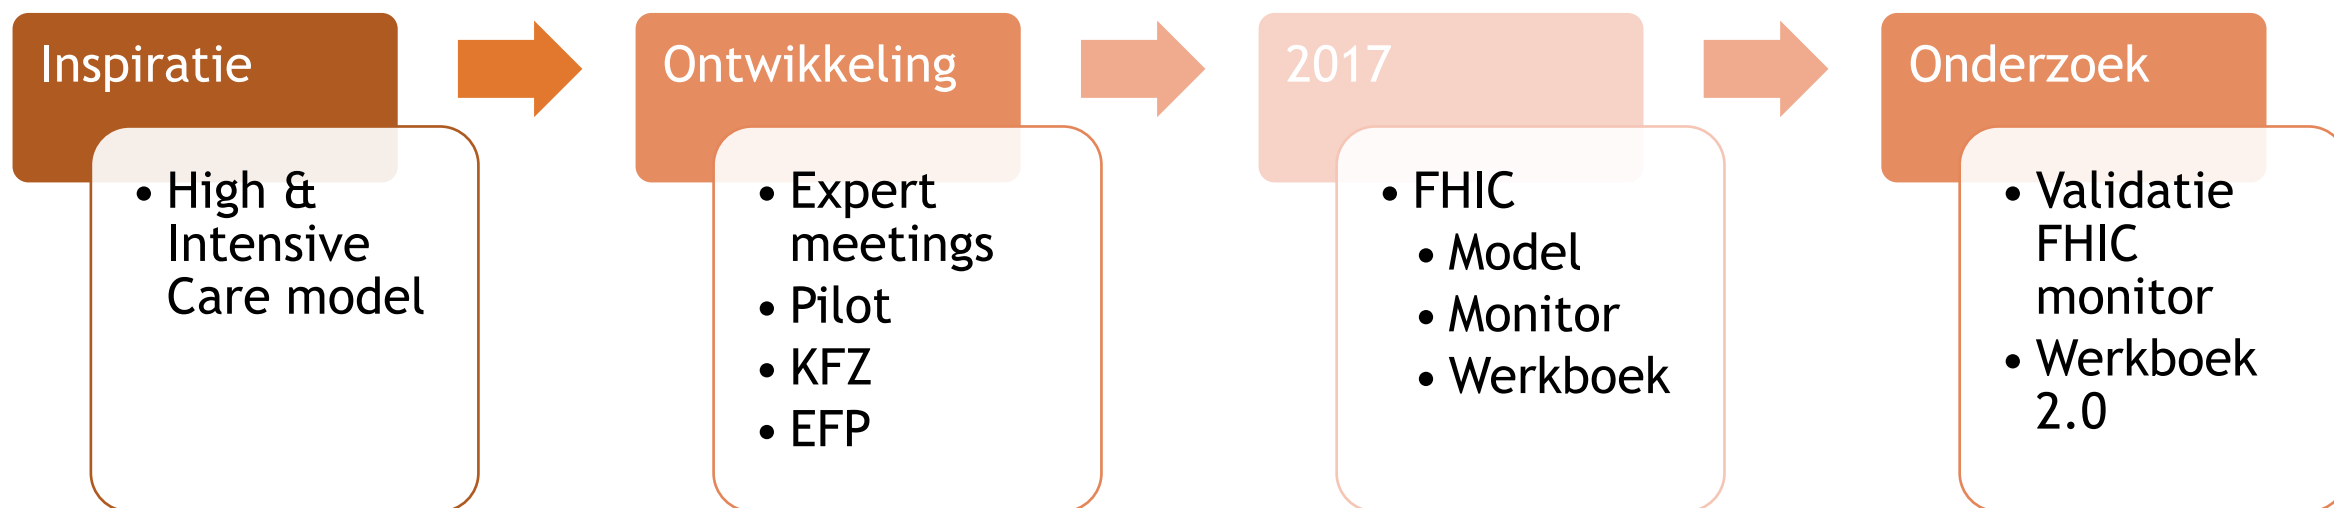 Inspiratie
• High &
Intensive
Care model
Ontwikkeling
• Expert
meetings
• Pilot
• KFZ
• EFP
2017
• FHIC
• Model
• Monitor
• Werkboek
Onderzoek
• Validatie
FHIC
monitor
• Werkboek
2.0